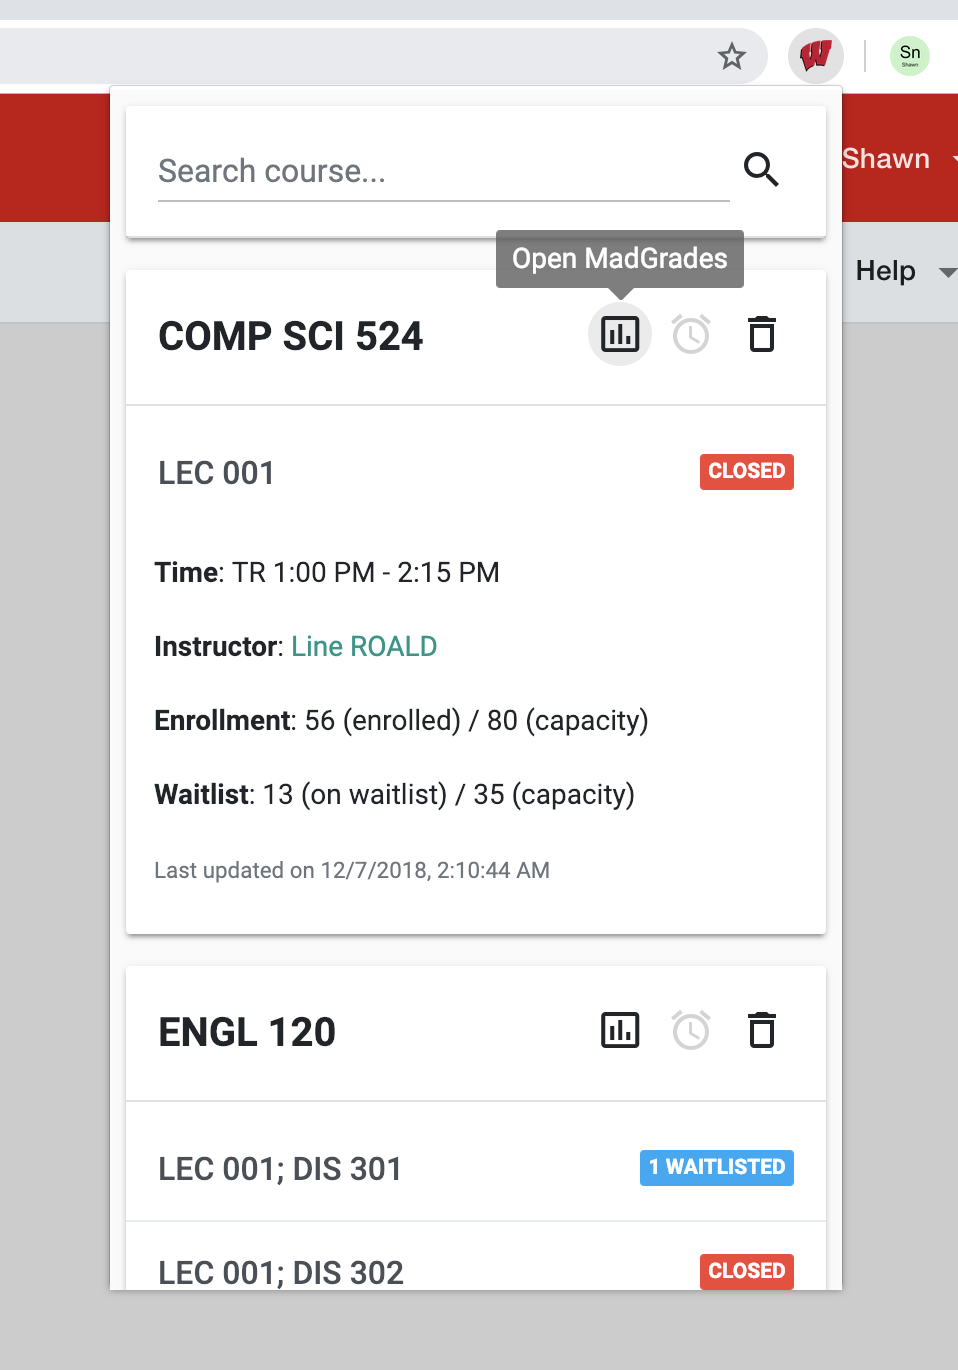 Sn
Shawn
Search course...
Shawn
Open MadGrades
Help
COMP SCI 524
LEC 001
CLOSED
Time: TR 1:00 PM - 2:15 PM
Instructor: Line ROALD
Enrollment: 56 (enrolled) / 80 (capacity)
Waitlist: 13 (on waitlist) / 35 (capacity)
Last updated on 12/7/2018, 2:10:44 AM
ENGL 120
LEC 001; DIS 301
1 WAITLISTED
LEC 001; DIS 302
CLOSED